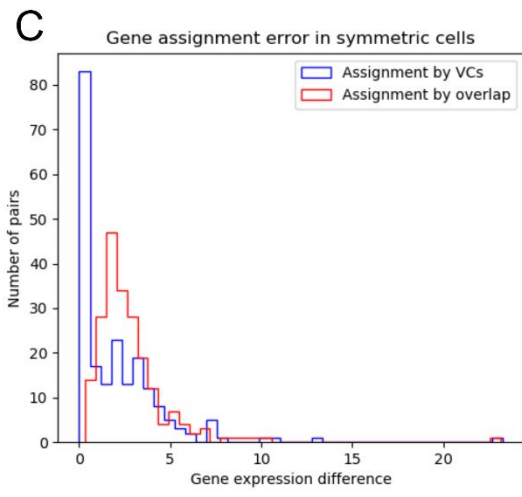 C
Gene assignment error in symmetric cells
Assignment by VCs
Assignment by overlap
Number of pairs
80
70
60
50
40
30
20
10
0
0 5 10 15 20
Gene expression difference